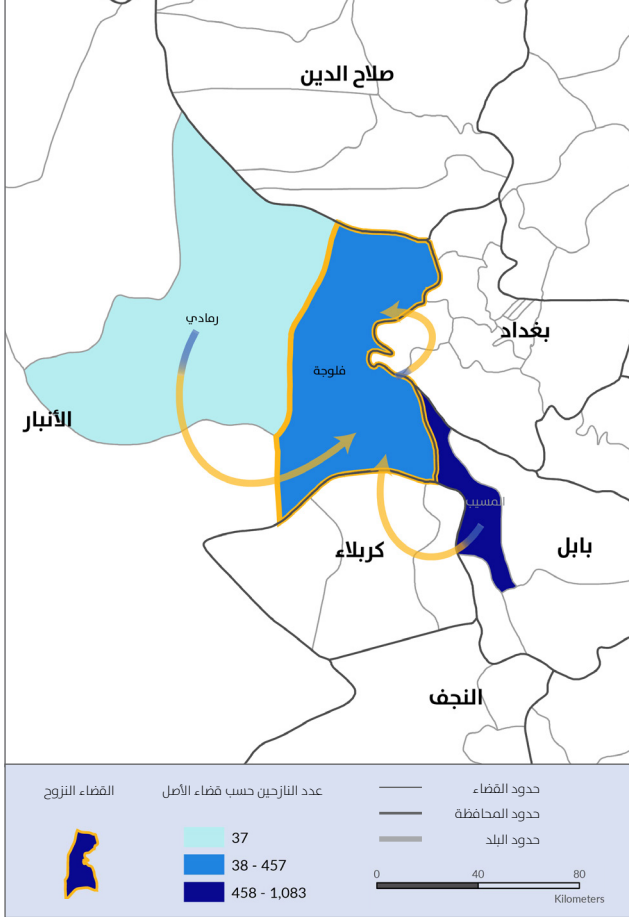 صلاح الدين
رمادي
بغداد
فلوجة
الأنبار
المسيب
كربلاء
بابل
النجف
حدود القضاء
حدود المحافظة
حدود البلد
0 40 80
Kilometers
عدد النازحين حسب قضاء الأصل
37
38 - 457
458 - 1,083
القضاء النزوح